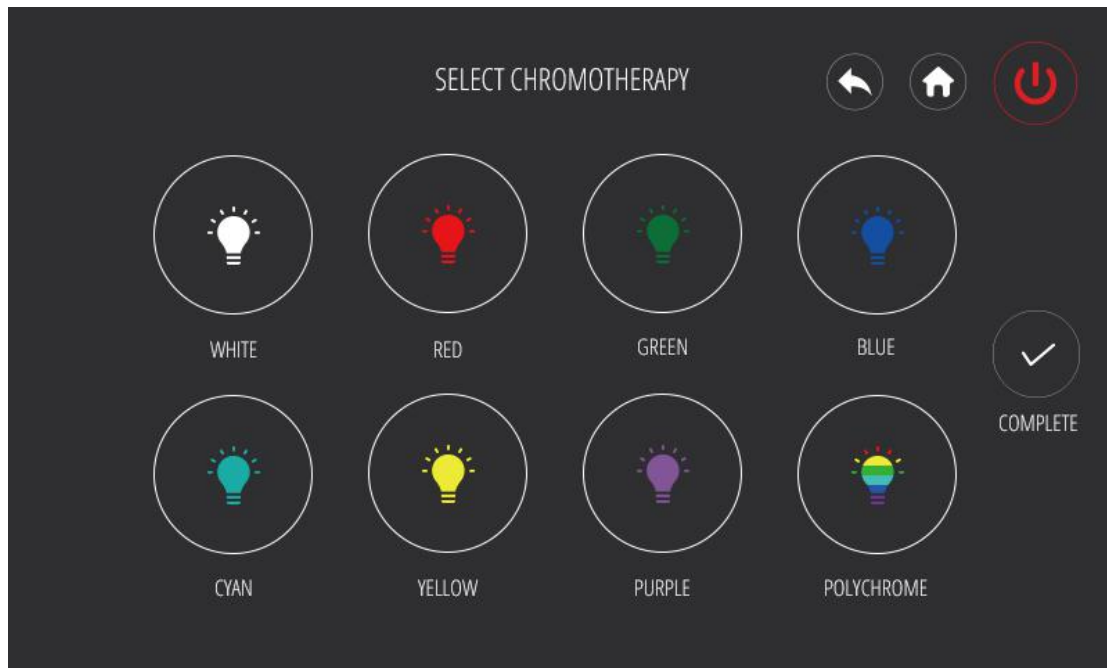 SELECT CHROMOTHERAPY
WHITE
RED
GREEN
BLUE
COMPLETE
CYAN
YELLOW
PURPLE
POLYCHROME